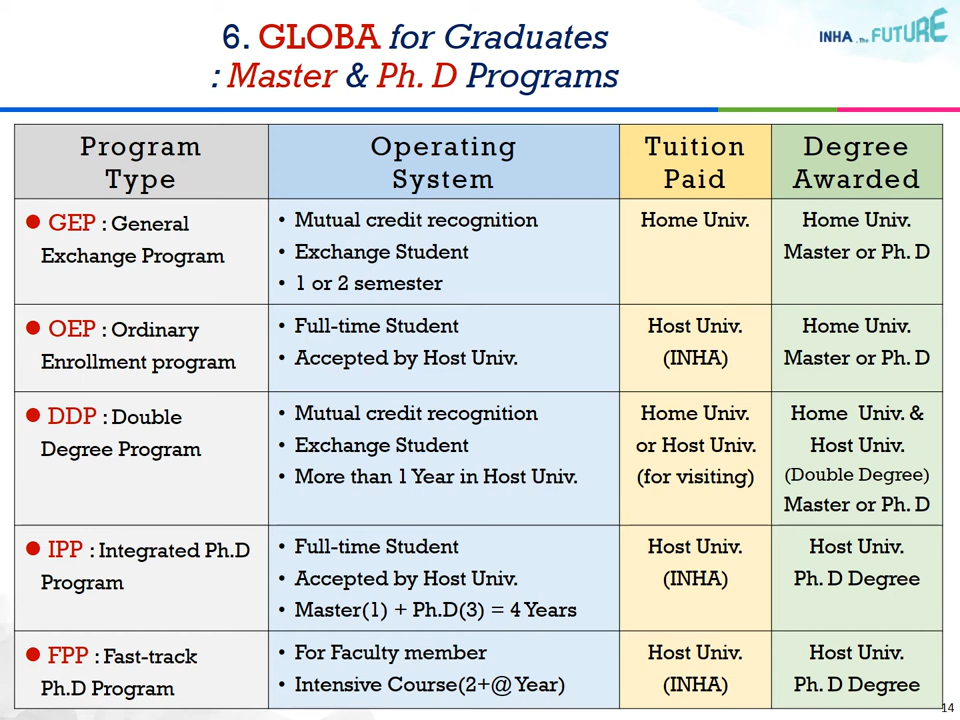 6. GLOBA for Graduates
: Master & Ph. D Programs
INHA in The FUTURE
Program Type
Operating System
Tuition Paid
Degree Awarded
● GEP : General
Exchange Program
• Mutual credit recognition
• Exchange Student
• 1 or 2 semester
Home Univ.
Home Univ.
Master or Ph. D
● OEP : Ordinary
Enrollment program
• Full-time Student
• Accepted by Host Univ.
Host Univ.
(INHA)
Home Univ.
Master or Ph. D
● DDP : Double
Degree Program
• Mutual credit recognition
• Exchange Student
• More than 1 Year in Host Univ.
Home Univ.
or Host Univ.
(for visiting)
Home Univ. &
Host Univ.
(Double Degree)
Master or Ph. D
● IPP : Integrated Ph.D
Program
• Full-time Student
• Accepted by Host Univ.
• Master(1) + Ph.D(3) = 4 Years
Host Univ.
(INHA)
Host Univ.
Ph. D Degree
● FPP : Fast-track
Ph.D Program
• For Faculty member
• Intensive Course(2+@ Year)
Host Univ.
(INHA)
Host Univ.
Ph. D Degree
14